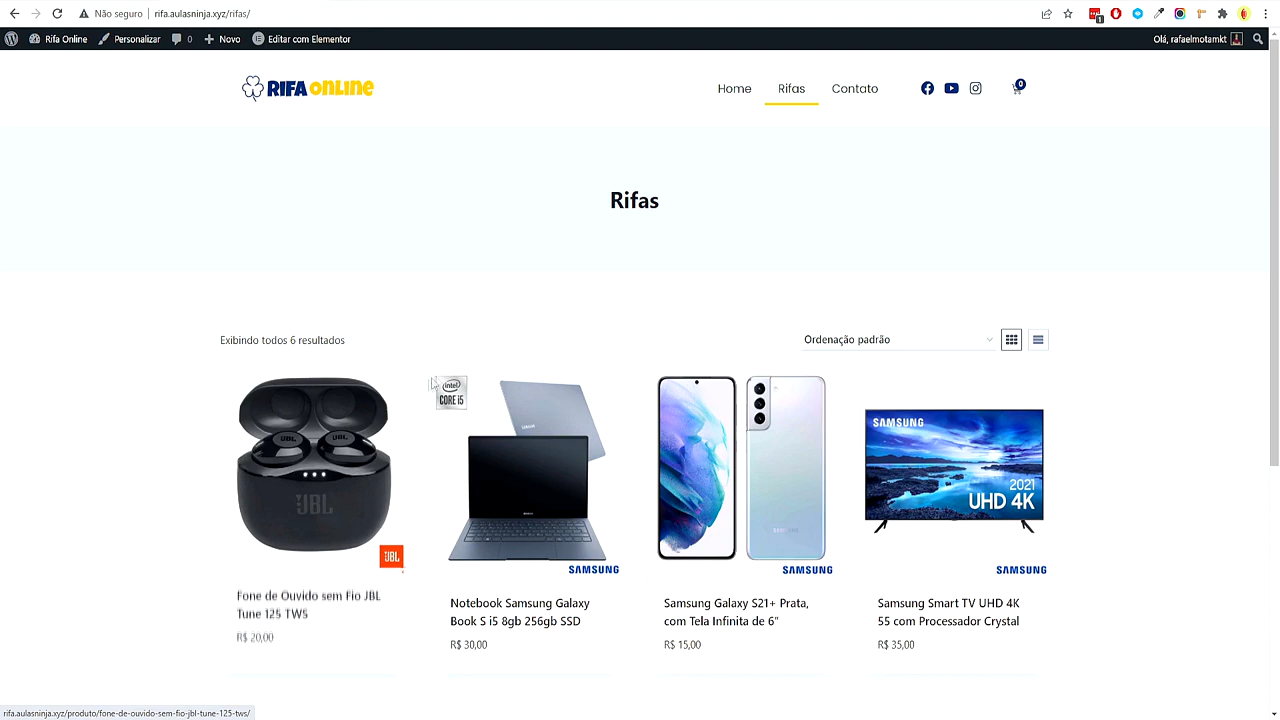 Não seguro | rifa.aulasninja.xyz/rifas/
1
Rifa Online
Personalizar
0
Novo
Editar com Elementor
Olá, rafaelmotamkt
RIFA ONLINE
Home
Rifas
Contato
0
Rifas
Exibindo todos 6 resultados
Ordenação padrão
JBL
JBL
JBL
JBL
intel
CORE i5
SAMSUNG
SAMSUNG
SAMSUNG
SAMSUNG
2021
UHD 4K
SAMSUNG
Fone de Ouvido sem Fio JBL
Tune 125 TWS
R$ 20,00
Notebook Samsung Galaxy
Book S i5 8gb 256gb SSD
R$ 30,00
Samsung Galaxy S21+ Prata,
com Tela Infinita de 6"
R$ 15,00
Samsung Smart TV UHD 4K
55 com Processador Crystal
R$ 35,00
rifa.aulasninja.xyz/produto/fone-de-ouvido-sem-fio-jbl-tune-125-tws/